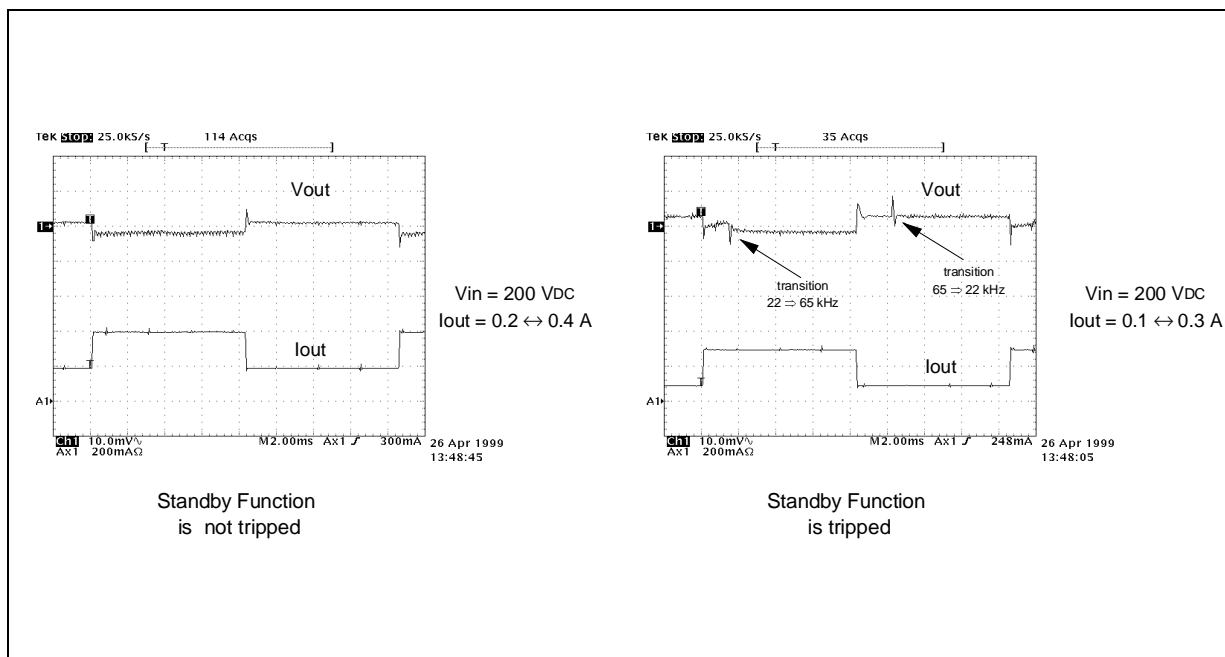 Tek Stop: 25.0kS/s 114 Acqs
T
Vout
T
1→
Iout
T
A1
Ch1 10.0mV∿ M2.00ms Ax1 ƒ 300mA
Ax1 200mAΩ
26 Apr 1999
13:48:45
Vin = 200 VDC
Iout = 0.2 ↔ 0.4 A
Standby Function
is not tripped
Tek Stop: 25.0kS/s 35 Acqs
T
Vout
T
1→
transition
22 ⇒ 65 kHz
transition
65 ⇒ 22 kHz
Iout
T
A1
Ch1 10.0mV∿ M2.00ms Ax1 ƒ 248mA
Ax1 200mAΩ
26 Apr 1999
13:48:05
Vin = 200 VDC
Iout = 0.1 ↔ 0.3 A
Standby Function
is tripped